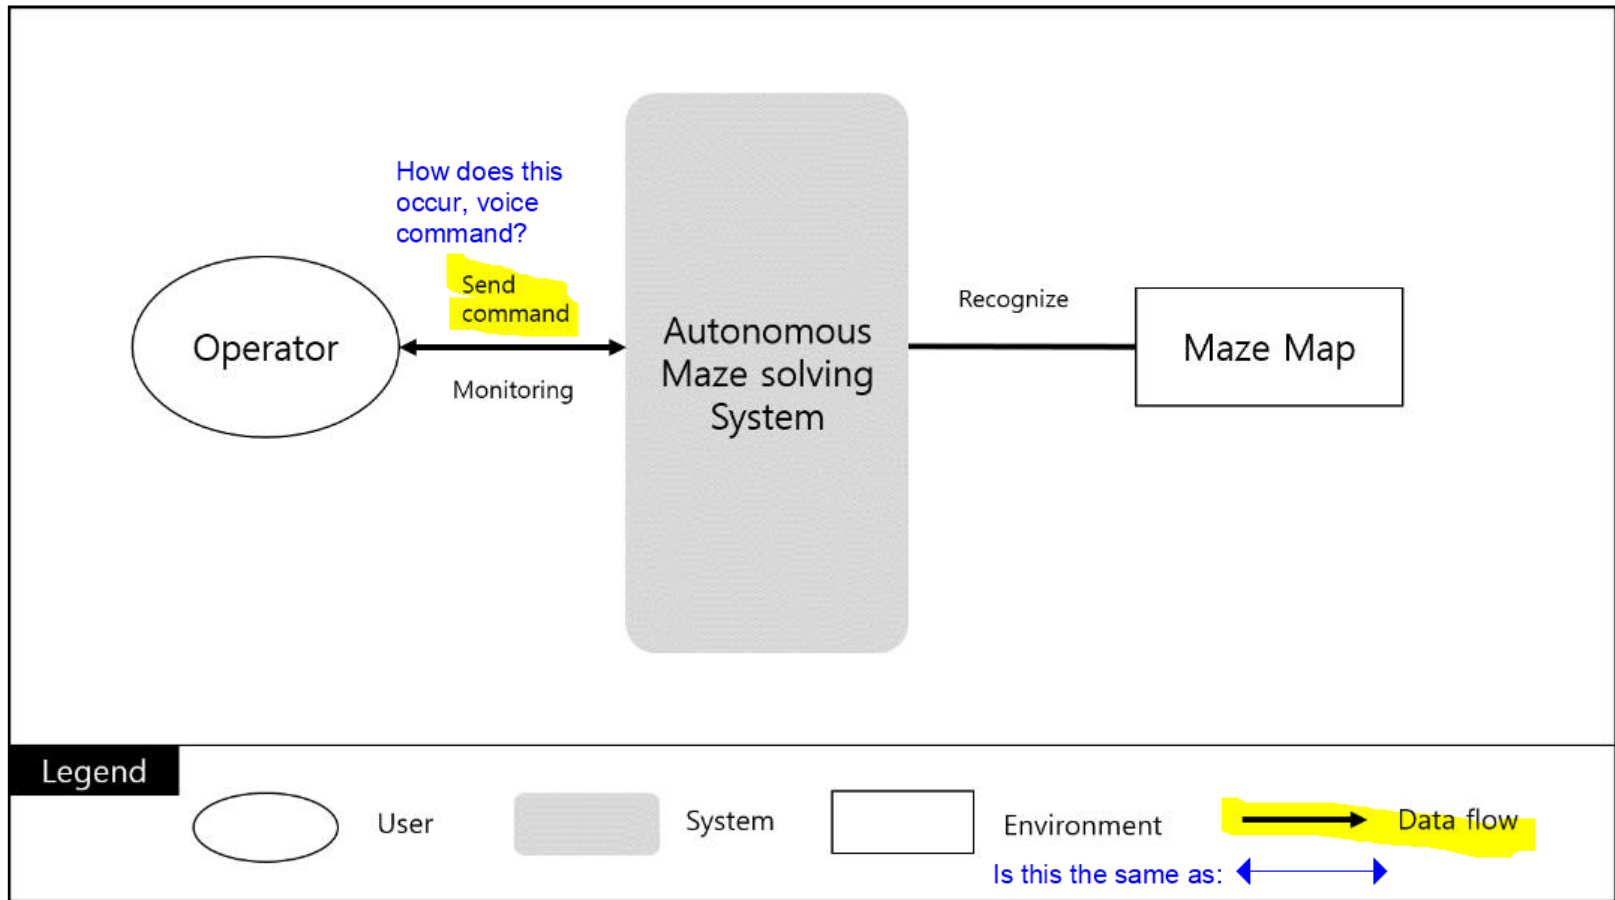 How does this
occur, voice
command?
Send
command
Operator
Monitoring
Autonomous
Maze solving
System
Recognize
Maze Map
Legend
User
System
Environment
Data flow
Is this the same as: